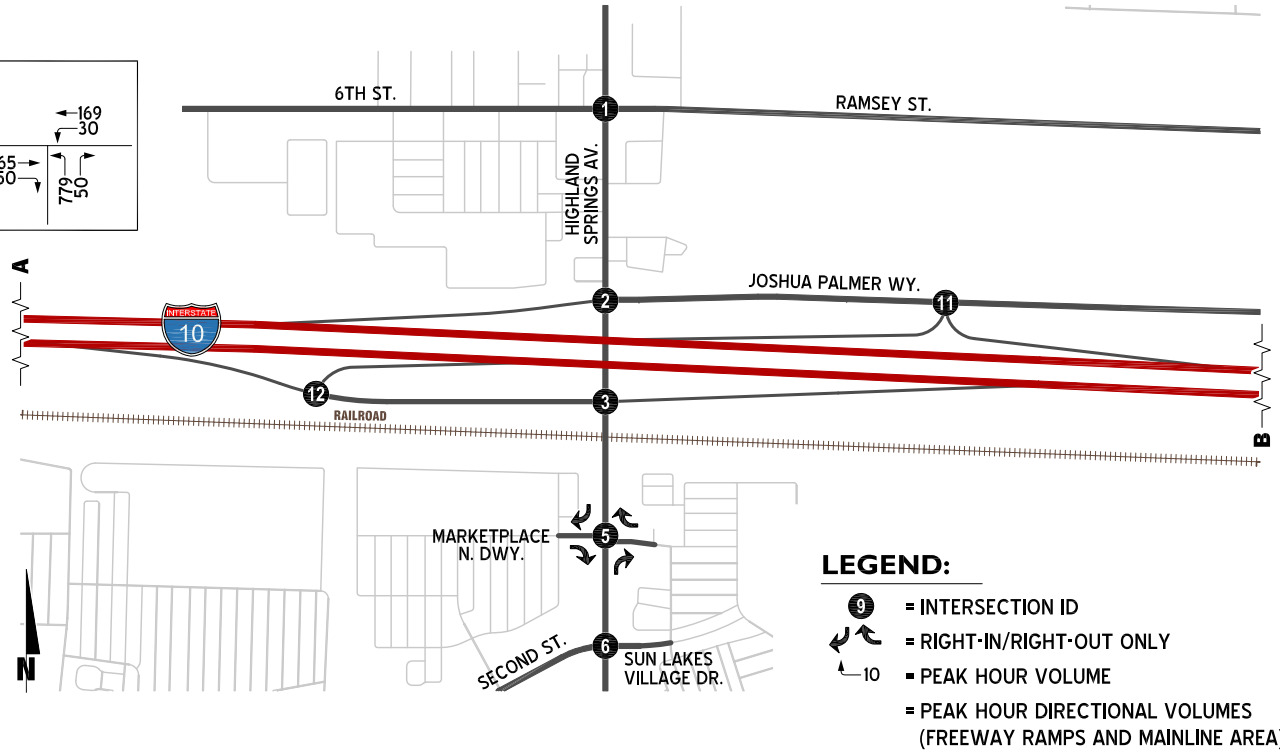 169
30
65
779
50
6TH ST.
1
RAMSEY ST.
HIGHLAND
SPRINGS AV.
A
INTERSTATE
10
2
JOSHUA PALMER WY.
11
12
3
RAILROAD
B
MARKETPLACE
N. DWY.
5
N
SECOND ST.
6
SUN LAKES
VILLAGE DR.
LEGEND:
9 = INTERSECTION ID
= RIGHT-IN/RIGHT-OUT ONLY
10 = PEAK HOUR VOLUME
= PEAK HOUR DIRECTIONAL VOLUMES
(FREEWAY RAMPS AND MAINLINE AREA)